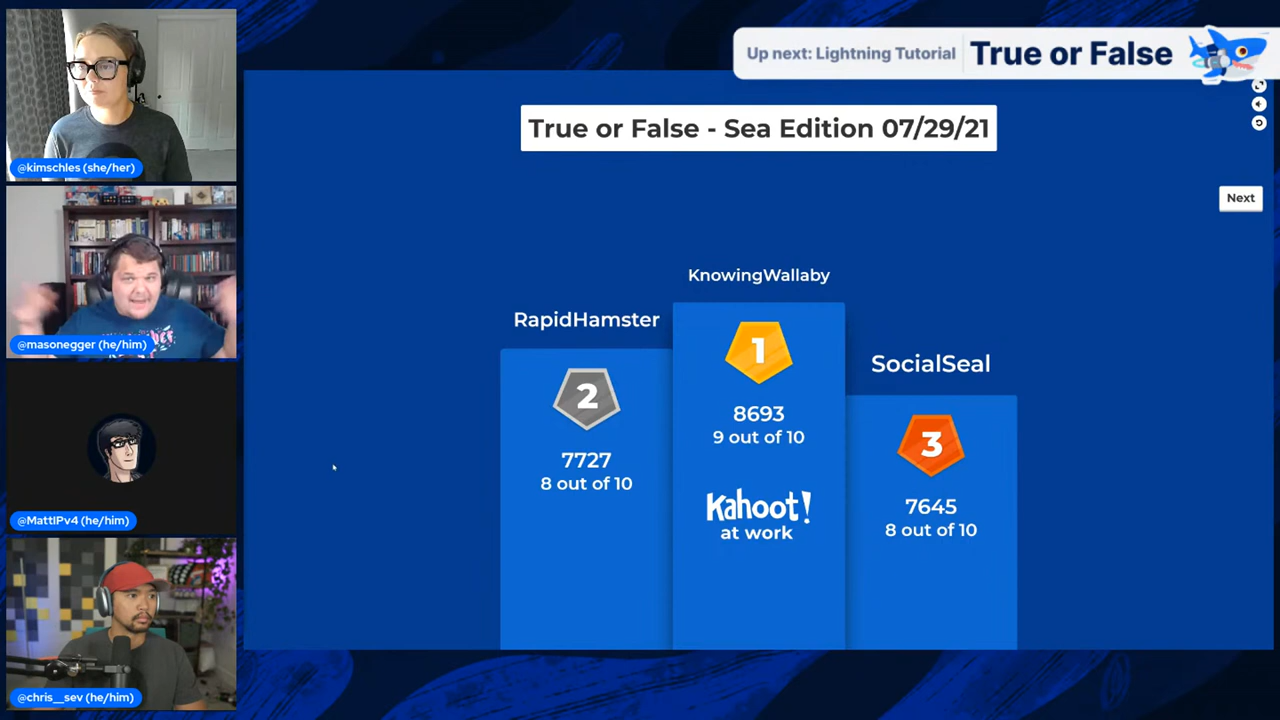 Up next: Lightning Tutorial
True or False
True or False - Sea Edition 07/29/21
Next
KnowingWallaby
RapidHamster
SocialSeal
1
8693
9 out of 10
2
7727
8 out of 10
3
7645
8 out of 10
Kahoot!
at work
@kimschles (she/her)
@masonegger (he/him)
@MattIPv4 (he/him)
@chris__sev (he/him)